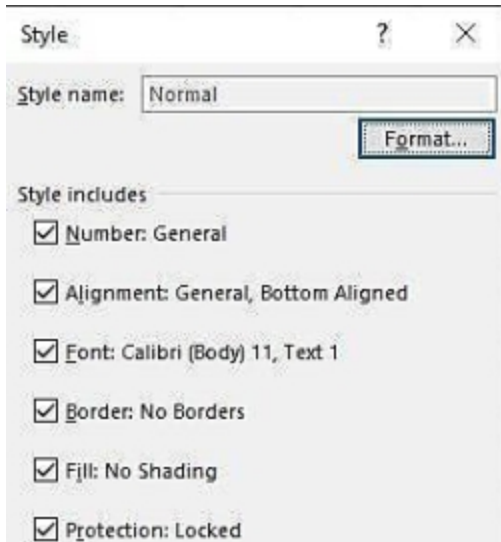 Style ?
Style name: Normal
Format...
Style includes
Number: General
Alignment: General, Bottom Aligned
Font: Calibri (Body) 11, Text 1
Border: No Borders
Fill: No Shading
Protection: Locked